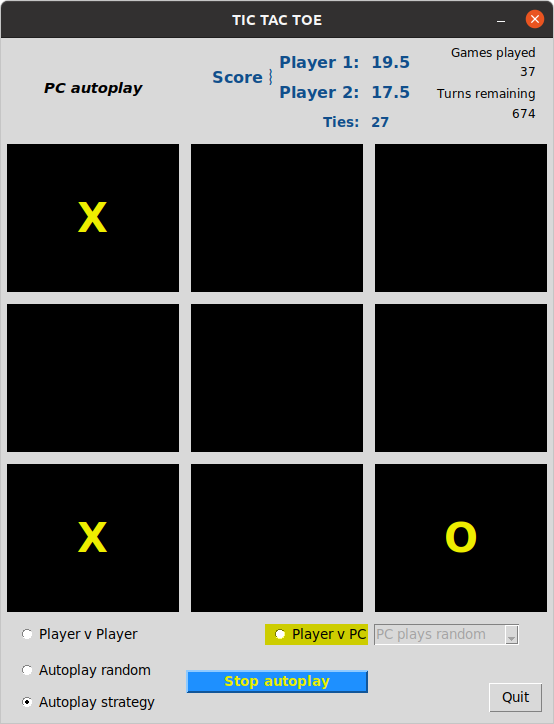 TIC TAC TOE
PC autoplay
Score
Player 1: 19.5
Player 2: 17.5
Ties: 27
Games played
37
Turns remaining
674
X
X O
Player v Player
Player v PC PC plays random
Autoplay random
Stop autoplay
Autoplay strategy
Quit